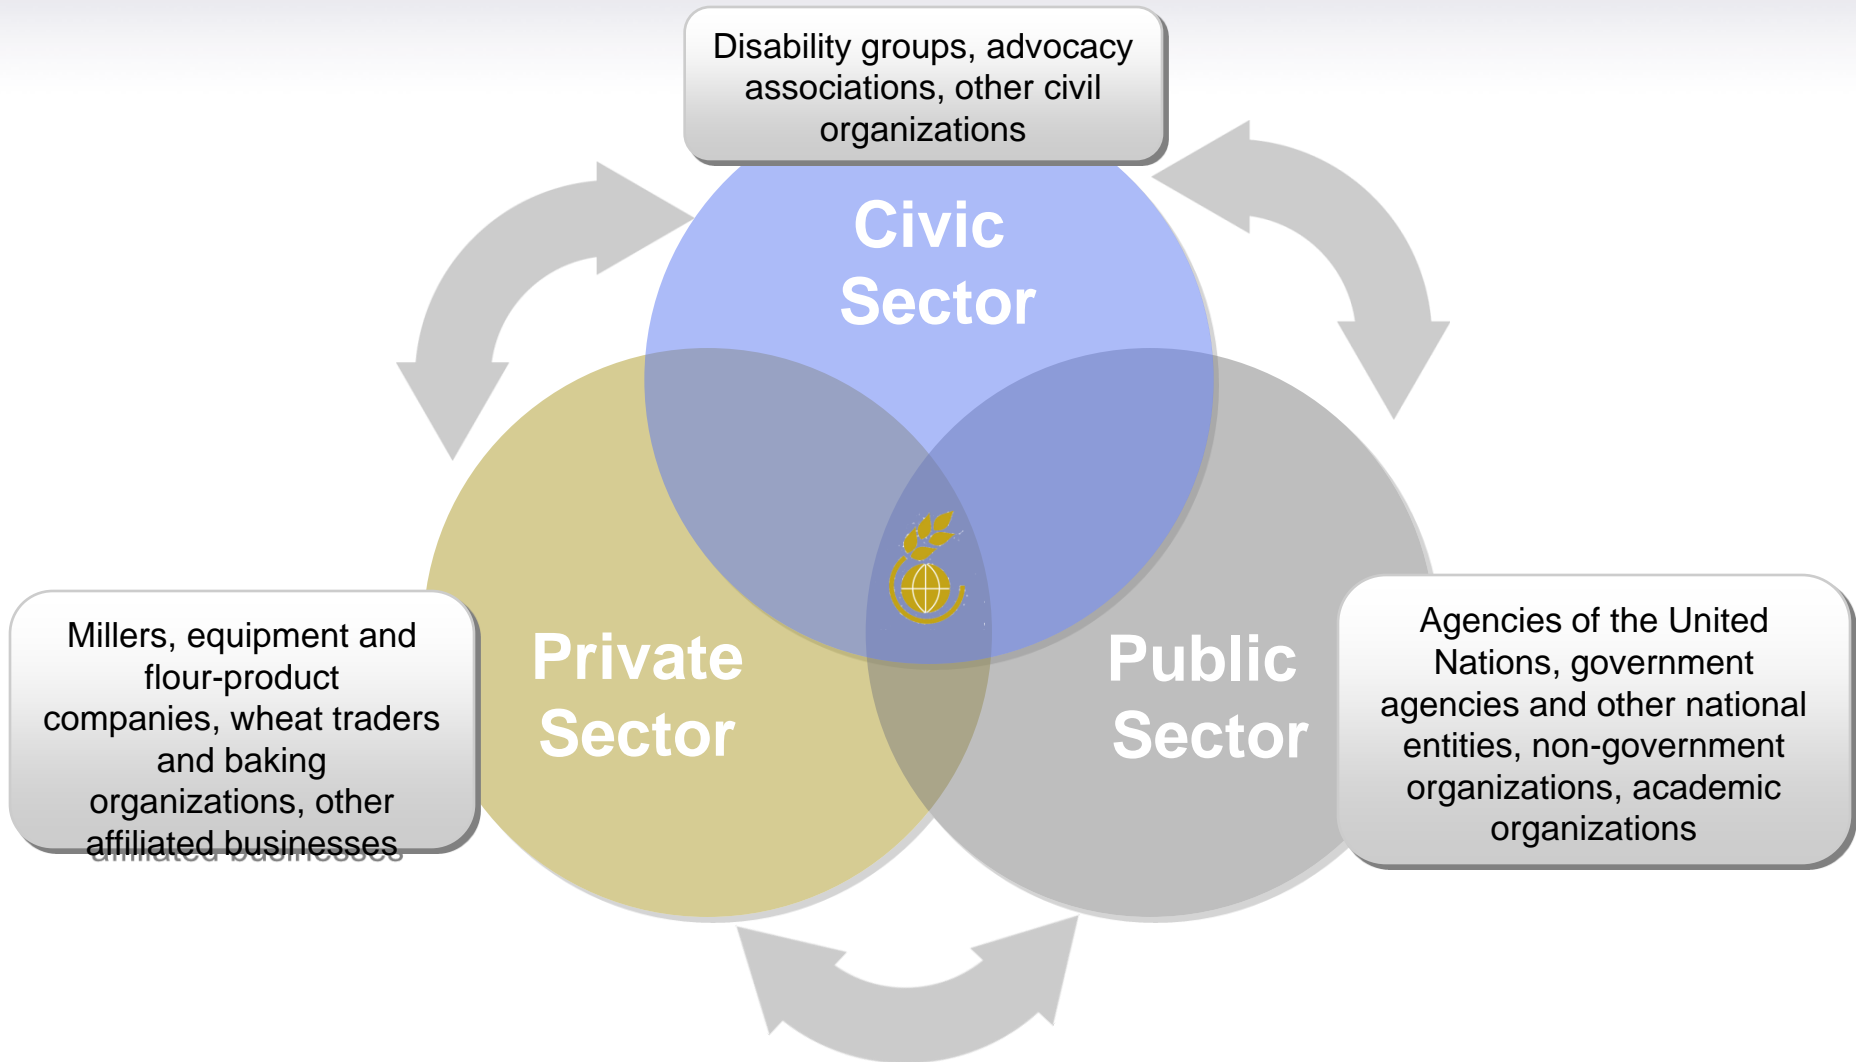 Disability groups, advocacy
associations, other civil
organizations
Civic
Sector
Private
Sector
Public
Sector
Millers, equipment and
flour-product
companies, wheat traders
and baking
organizations, other
affiliated businesses
Agencies of the United
Nations, government
agencies and other national
entities, non-government
organizations, academic
organizations